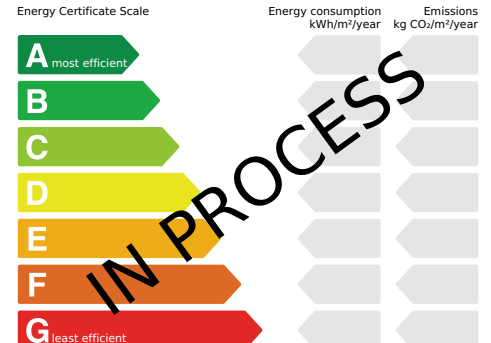 Energy Certificate Scale
Energy consumption
kWh/m²/year
Emissions
kg CO₂/m²/year
A most efficient
B
C
D
E
F
G least efficient
IN PROCESS